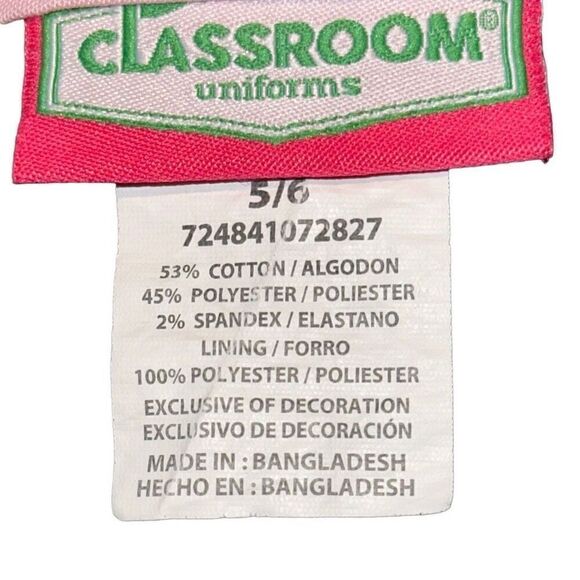 CLASSROOM®
uniforms
5/6
724841072827
53% COTTON / ALGODON
45% POLYESTER / POLIESTER
2% SPANDEX / ELASTANO
LINING / FORRO
100% POLYESTER / POLIESTER
EXCLUSIVE OF DECORATION
EXCLUSIVO DE DECORACIÓN
MADE IN : BANGLADESH
HECHO EN : BANGLADESH